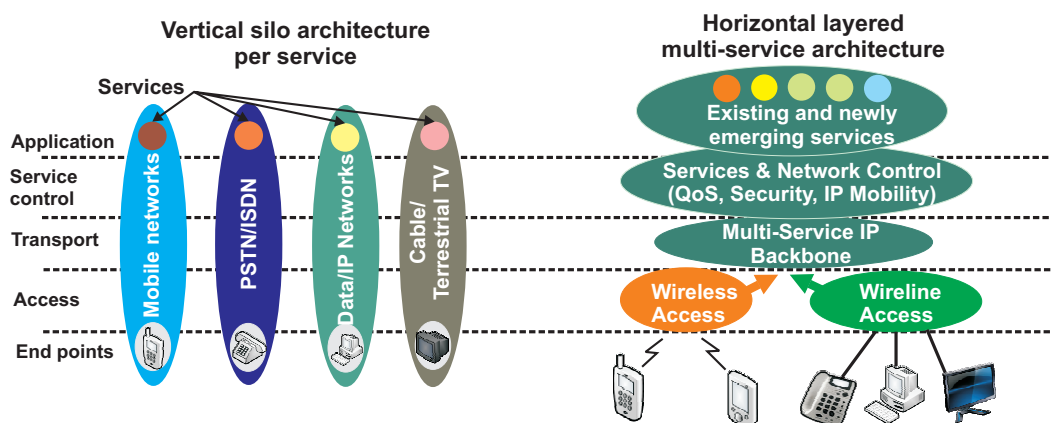 Vertical silo architecture
per service
Services
Application
Service
control
Transport
Access
End points
Mobile networks
PSTN/ISDN
Data/IP Networks
Cable/
Terrestrial TV
Horizontal layered
multi-service architecture
Existing and newly
emerging services
Services & Network Control
(QoS, Security, IP Mobility)
Multi-Service IP
Backbone
Wireless
Access
Wireline
Access